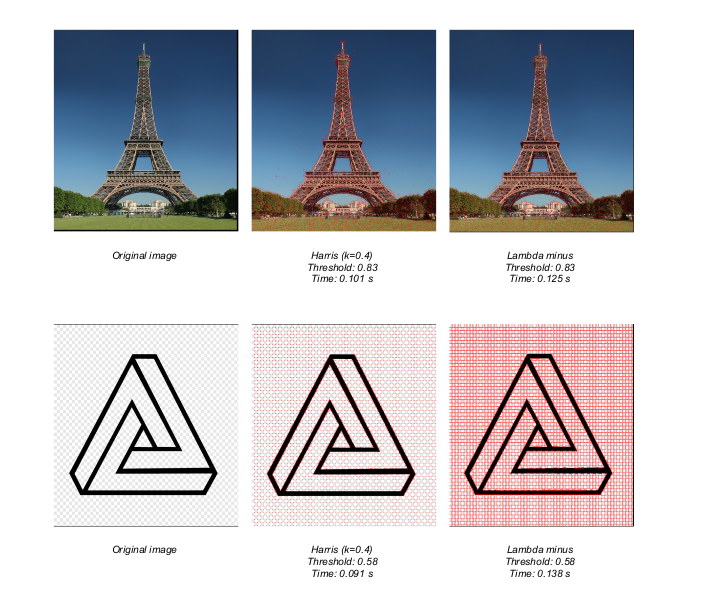 Original image
Harris (k=0.4)
Threshold: 0.83
Time: 0.101 s
Lambda minus
Threshold: 0.83
Time: 0.125 s
Original image
Harris (k=0.4)
Threshold: 0.58
Time: 0.091 s
Lambda minus
Threshold: 0.58
Time: 0.138 s